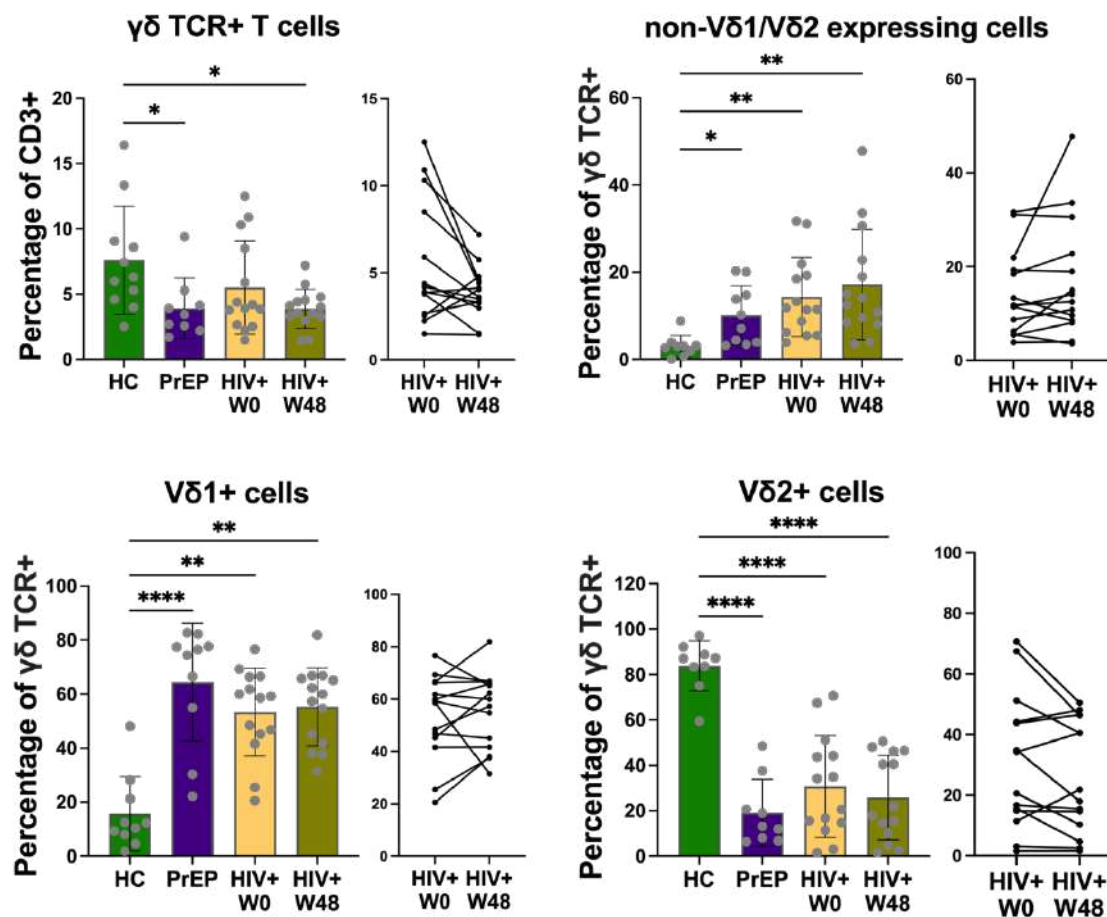 γδ TCR+ T cells
*
*
Percentage of CD3+
20
15
10
5
0
HC
PrEP
HIV+
W0
HIV+
W48
15
10
5
0
HIV+
W0
HIV+
W48
non-Vδ1/Vδ2 expressing cells
**
**
*
Percentage of γδ TCR+
60
40
20
0
HC
PrEP
HIV+
W0
HIV+
W48
60
40
20
0
HIV+
W0
HIV+
W48
Vδ1+ cells
**
**
****
Percentage of γδ TCR+
100
80
60
40
20
0
HC
PrEP
HIV+
W0
HIV+
W48
100
80
60
40
20
0
HIV+
W0
HIV+
W48
Vδ2+ cells
****
****
****
Percentage of γδ TCR+
120
100
80
60
40
20
0
HC
PrEP
HIV+
W0
HIV+
W48
100
80
60
40
20
0
HIV+
W0
HIV+
W48